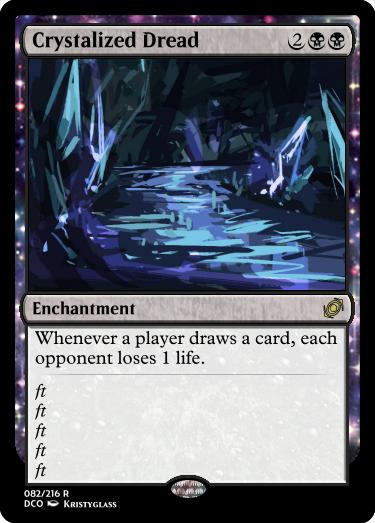 Crystalized Dread 2
Enchantment
Whenever a player draws a card, each
opponent loses 1 life.
ft
ft
ft
ft
ft
082/216 R
DCO Kristyglass